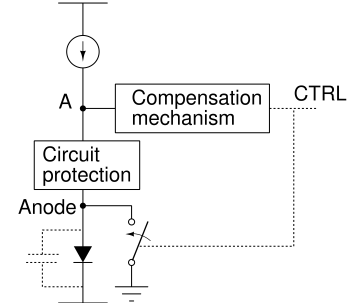 A
Compensation
mechanism
CTRL
Circuit
protection
Anode